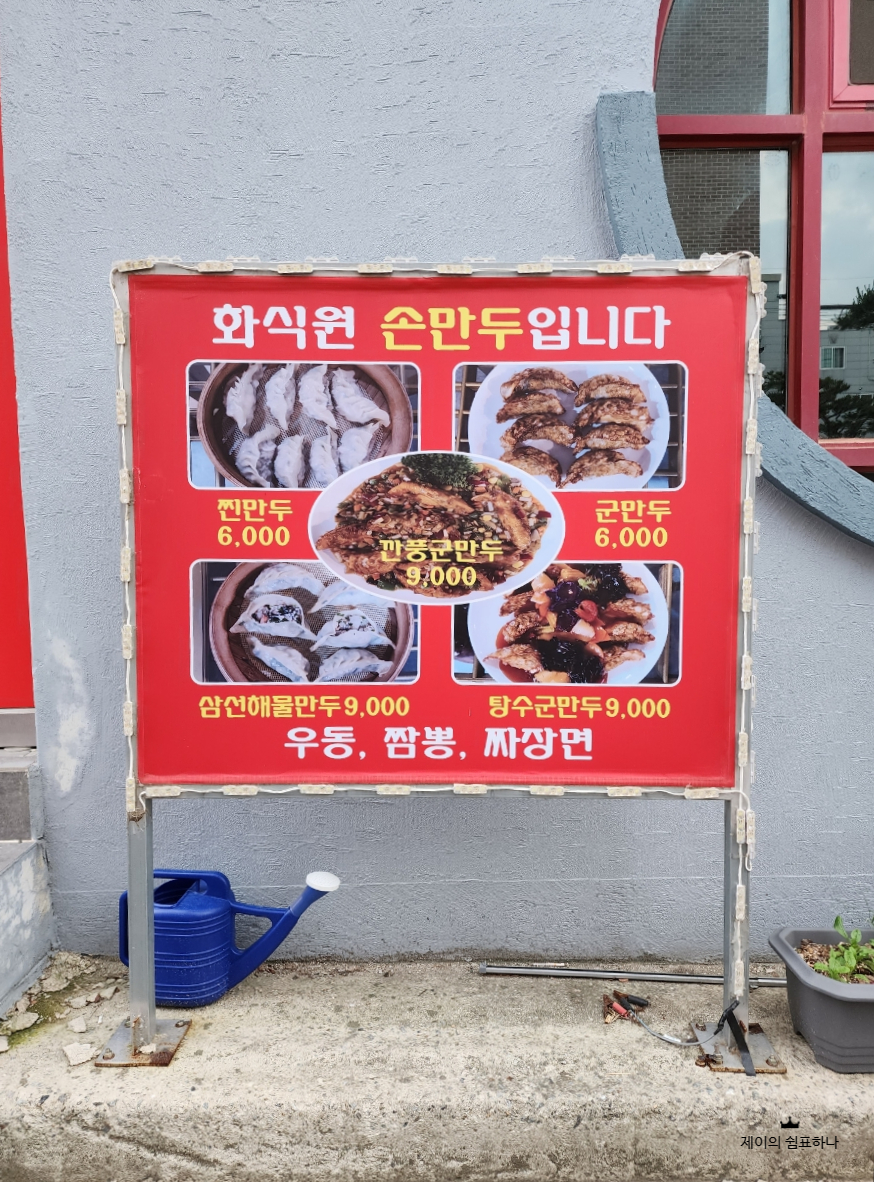 화식원 손만두입니다
찐만두
6,000
군만두
6,000
깐풍군만두
9,000
삼선해물만두9,000
탕수군만두9,000
우동, 짬뽕, 짜장면
제이의 쉼표하나